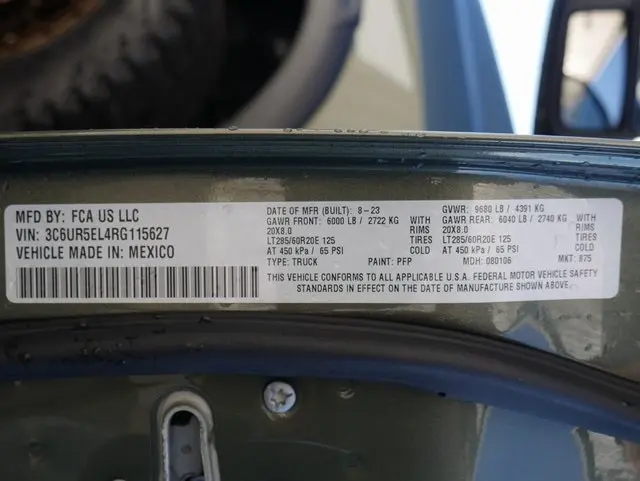 MFD BY: FCA US LLC
VIN: 3C6UR5EL4RG115627
VEHICLE MADE IN: MEXICO
DATE OF MFR (BUILT): 8-23 GVWR: 9680 LB / 4391 KG
GAWR FRONT: 6000 LB / 2722 KG GAWR REAR: 6040 LB / 2740 KG
20X8.0 RIMS 20X8.0 RIMS
LT285/60R20E 125 TIRES LT285/60R20E 125 TIRES
AT 450 kPa / 65 PSI COLD AT 450 kPa / 65 PSI COLD
TYPE: TRUCK PAINT: PFP MDH: 080106 MKT: 875
THIS VEHICLE CONFORMS TO ALL APPLICABLE U.S.A. FEDERAL MOTOR VEHICLE SAFETY
STANDARDS IN EFFECT ON THE DATE OF MANUFACTURE SHOWN ABOVE.